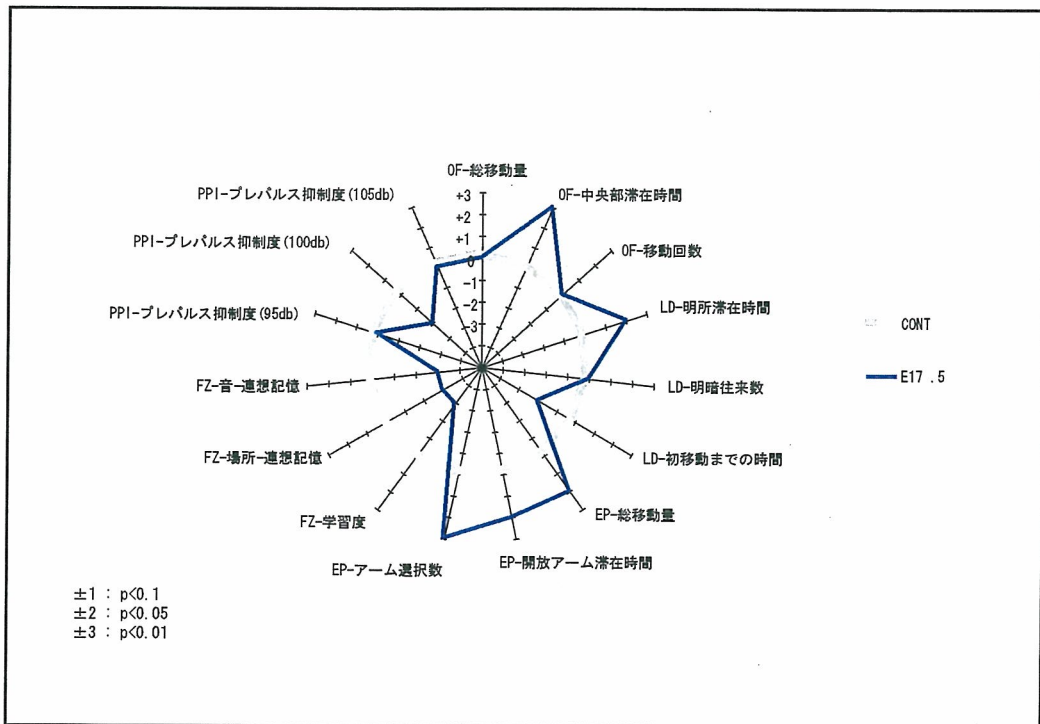 OF-総移動量
PPI-プレパルス抑制度(105db)
+3
OF-中央部滞在時間
+2
PPI-プレパルス抑制度(100db)
+1
OF-移動回数
0
-1
PPI-プレパルス抑制度(95db)
LD-明所滞在時間
-2
-3
CONT
FZ-音-連想記憶
LD-明暗往来数
E17 .5
FZ-場所-連想記憶
LD-初移動までの時間
FZ-学習度
EP-総移動量
EP-アーム選択数
EP-開放アーム滞在時間
±1 : p<0.1
±2 : p<0.05
±3 : p<0.01